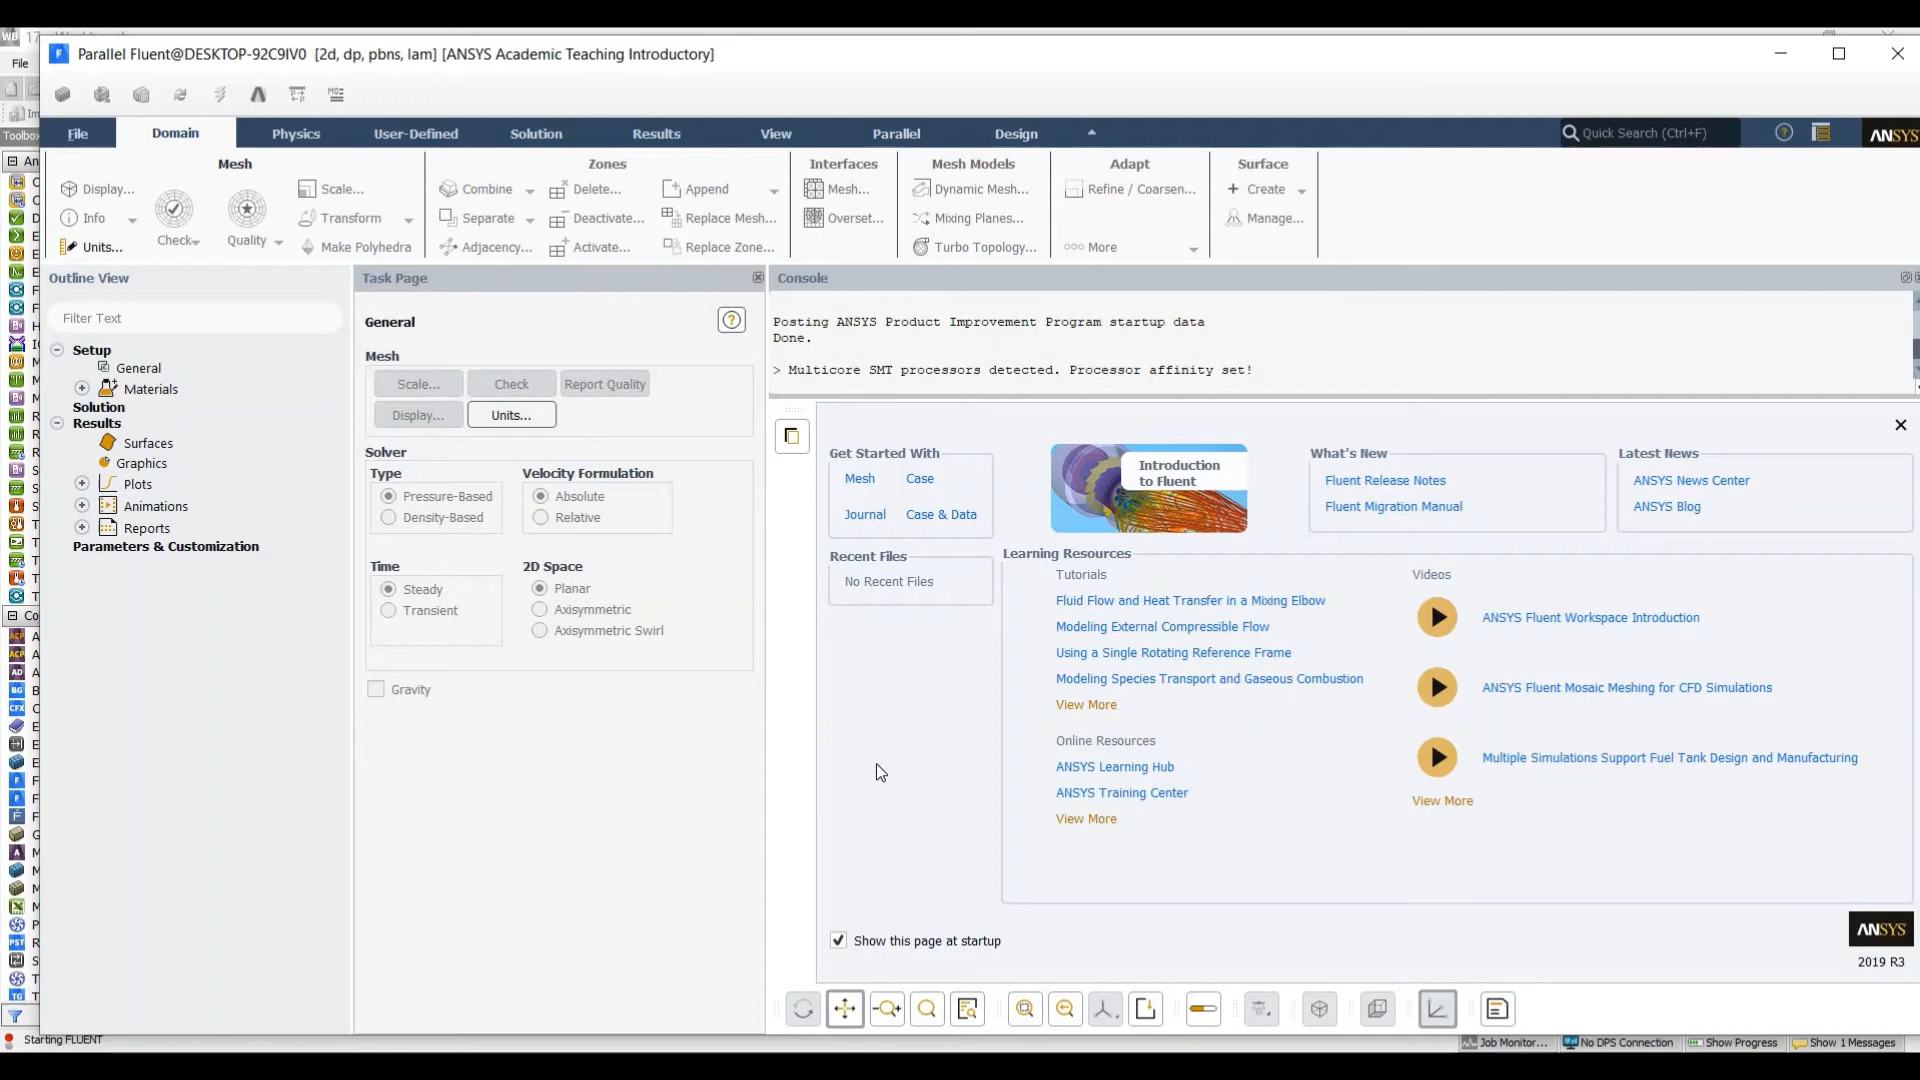 Parallel Fluent@DESKTOP-92C9IV0 [2d, dp, pbns, lam] [ANSYS Academic Teaching Introductory]
File
File Domain Physics User-Defined Solution Results View Parallel Design Quick Search (Ctrl+F) ANSYS
Mesh
Display...
Info
Units...
Check
Quality
Scale...
Transform
Make Polyhedra
Zones
Combine
Separate
Adjacency...
Delete...
Deactivate...
Activate...
Append
Replace Mesh...
Replace Zone...
Interfaces
Mesh...
Overset...
Mesh Models
Dynamic Mesh...
Mixing Planes...
Turbo Topology...
Adapt
Refine / Coarsen...
More
Surface
Create
Manage...
Outline View
Filter Text
Setup
General
Materials
Solution
Results
Surfaces
Graphics
Plots
Animations
Reports
Parameters & Customization
Task Page
General
Mesh
Scale... Check Report Quality
Display... Units...
Solver
Type
Pressure-Based
Density-Based
Velocity Formulation
Absolute
Relative
Time
Steady
Transient
2D Space
Planar
Axisymmetric
Axisymmetric Swirl
Gravity
Console
Posting ANSYS Product Improvement Program startup data
Done.
> Multicore SMT processors detected. Processor affinity set!
Get Started With
Mesh Case
Journal Case & Data
Recent Files
No Recent Files
Introduction
to Fluent
What's New
Fluent Release Notes
Fluent Migration Manual
Latest News
ANSYS News Center
ANSYS Blog
Learning Resources
Tutorials
Fluid Flow and Heat Transfer in a Mixing Elbow
Modeling External Compressible Flow
Using a Single Rotating Reference Frame
Modeling Species Transport and Gaseous Combustion
View More
Online Resources
ANSYS Learning Hub
ANSYS Training Center
View More
Videos
ANSYS Fluent Workspace Introduction
ANSYS Fluent Mosaic Meshing for CFD Simulations
Multiple Simulations Support Fuel Tank Design and Manufacturing
View More
Show this page at startup
ANSYS
2019 R3
Starting FLUENT
Job Monitor... No DPS Connection Show Progress Show 1 Messages